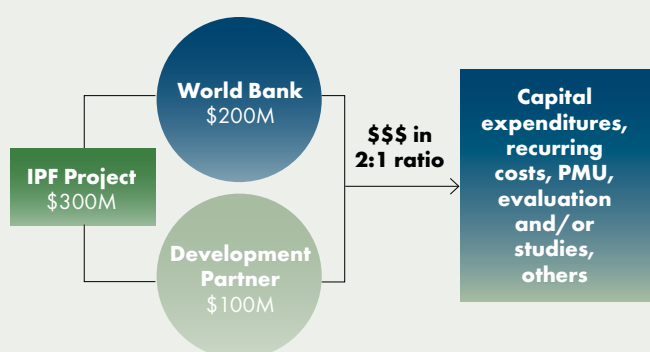 IPF Project
$300M
World Bank
$200M
Development
Partner
$100M
$$$ in
2:1 ratio
Capital
expenditures,
recurring
costs, PMU,
evaluation
and/or
studies,
others